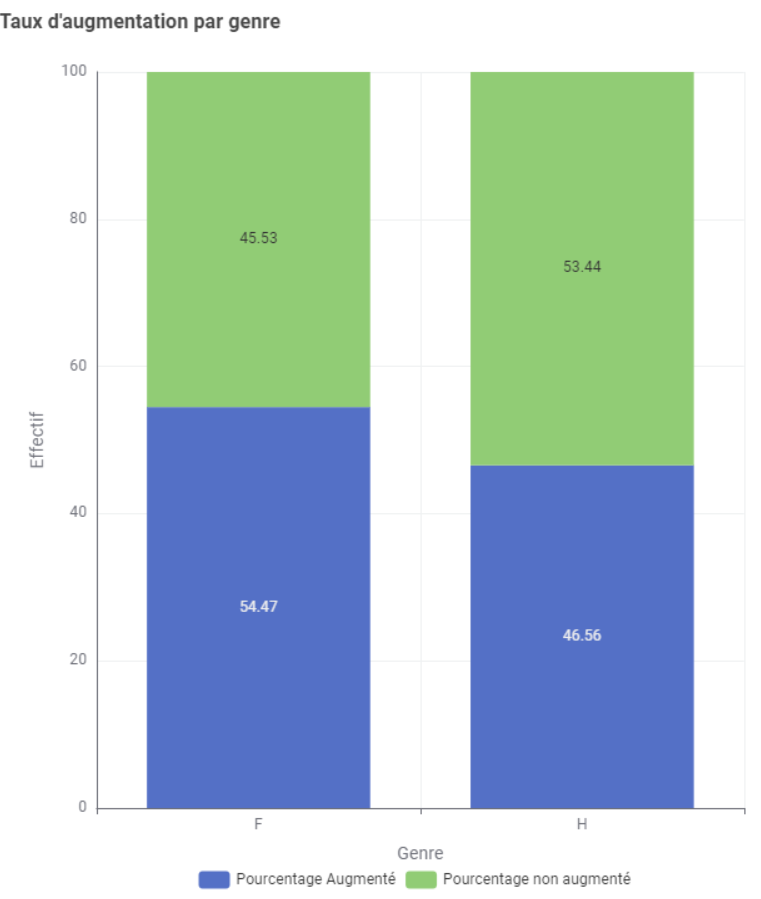 Taux d'augmentation par genre
100
80
60
40
20
0
Effectif
45.53
53.44
54.47
46.56
F
H
Genre
Pourcentage Augmenté
Pourcentage non augmenté